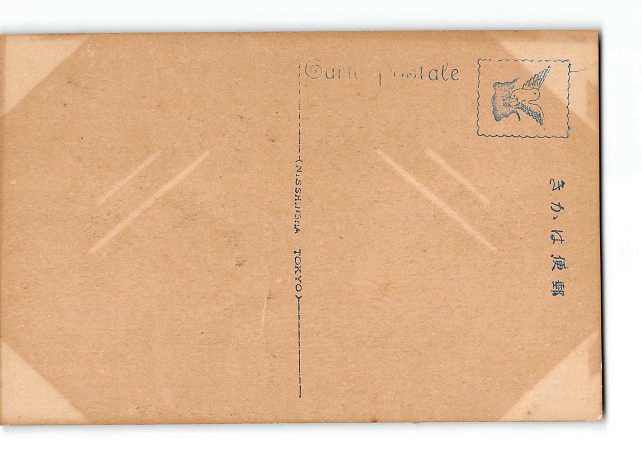 Carte postale
(NISSHINSHA TOKYO)
きかは便郵